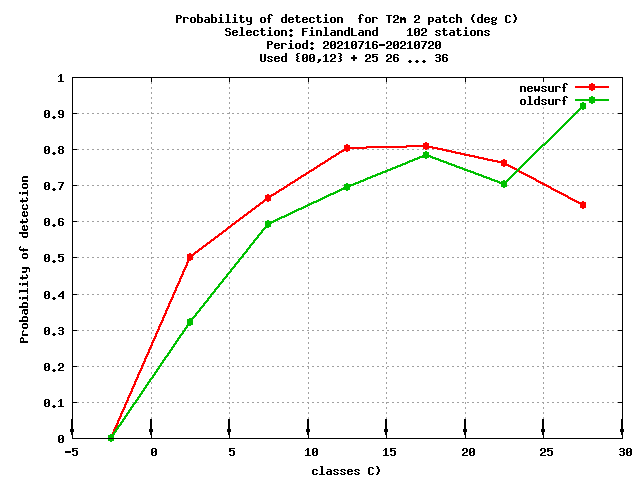 Probability of detection  for T2m 2 patch (deg C)
Selection: FinlandLand    102 stations
Period: 20210716-20210720
Used {00,12} + 25 26 ... 36
newsurf
oldsurf
1
0.9
0.8
0.7
0.6
0.5
0.4
0.3
0.2
0.1
0
Probability of detection
-5 0 5 10 15 20 25 30
classes C)